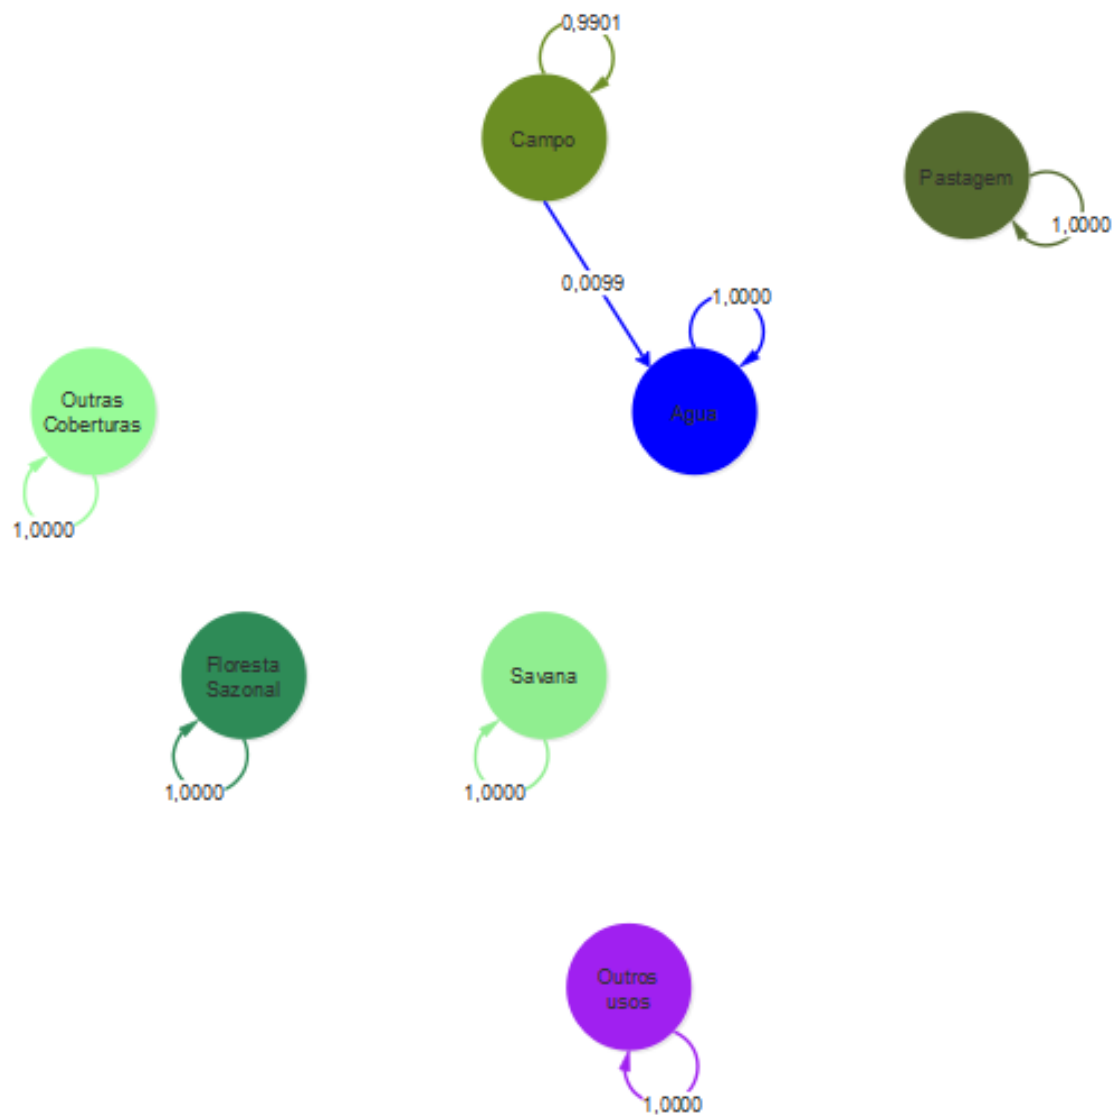 0,9901
Campo
Pastagem
1,0000
0,0099
1,0000
Agua
Outras
Coberturas
1,0000
Floresta
Sazonal
1,0000
Savana
1,0000
Outros
usos
1,0000